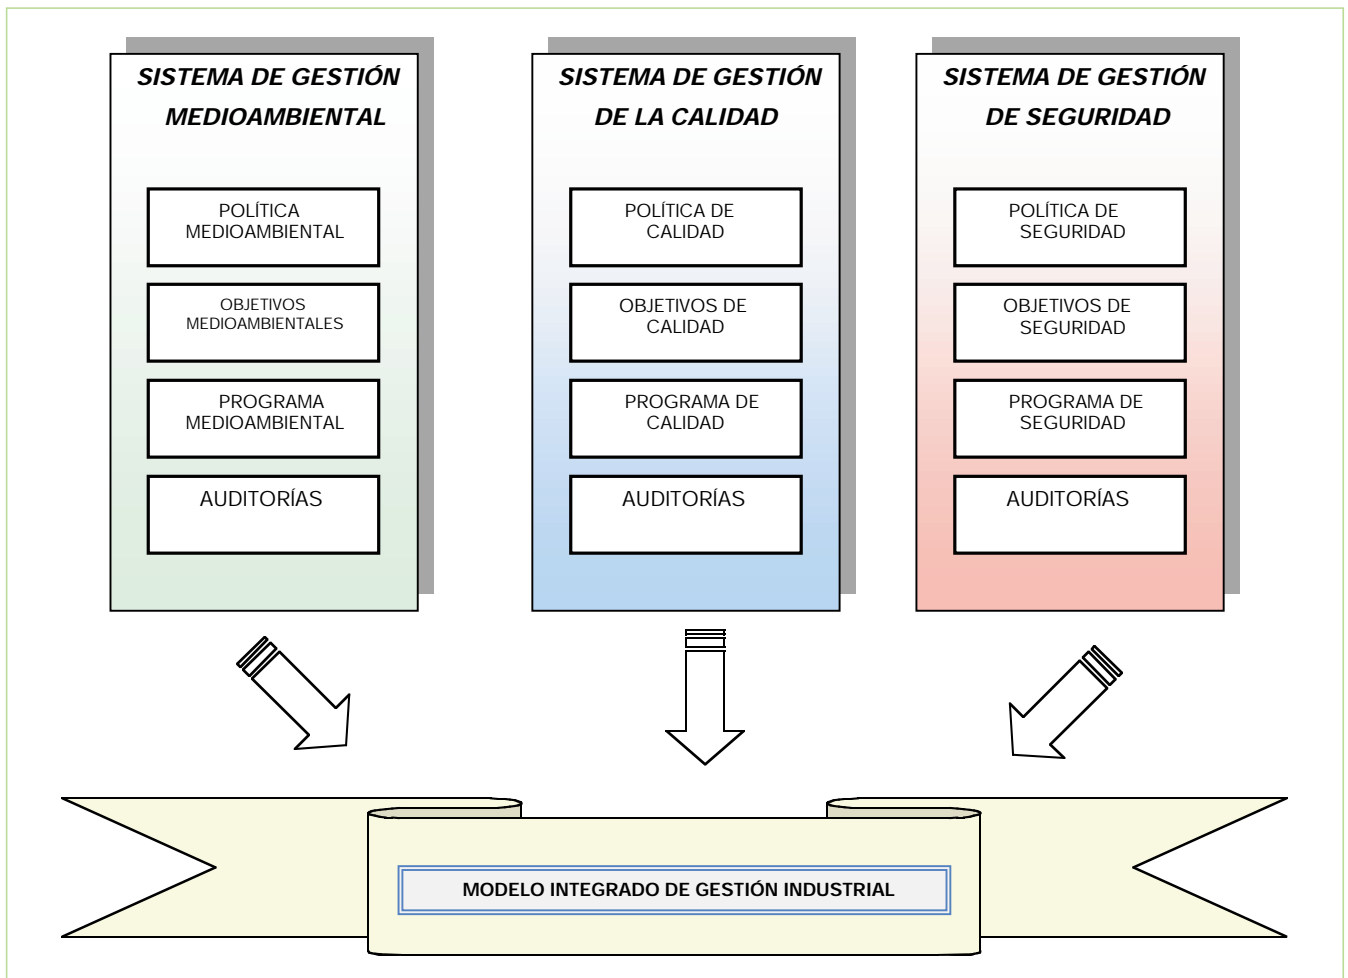 SISTEMA DE GESTIÓN
MEDIOAMBIENTAL
POLÍTICA
MEDIOAMBIENTAL
OBJETIVOS
MEDIOAMBIENTALES
PROGRAMA
MEDIOAMBIENTAL
AUDITORÍAS
SISTEMA DE GESTIÓN
DE LA CALIDAD
POLÍTICA DE
CALIDAD
OBJETIVOS DE
CALIDAD
PROGRAMA DE
CALIDAD
AUDITORÍAS
SISTEMA DE GESTIÓN
DE SEGURIDAD
POLÍTICA DE
SEGURIDAD
OBJETIVOS DE
SEGURIDAD
PROGRAMA DE
SEGURIDAD
AUDITORÍAS
MODELO INTEGRADO DE GESTIÓN INDUSTRIAL